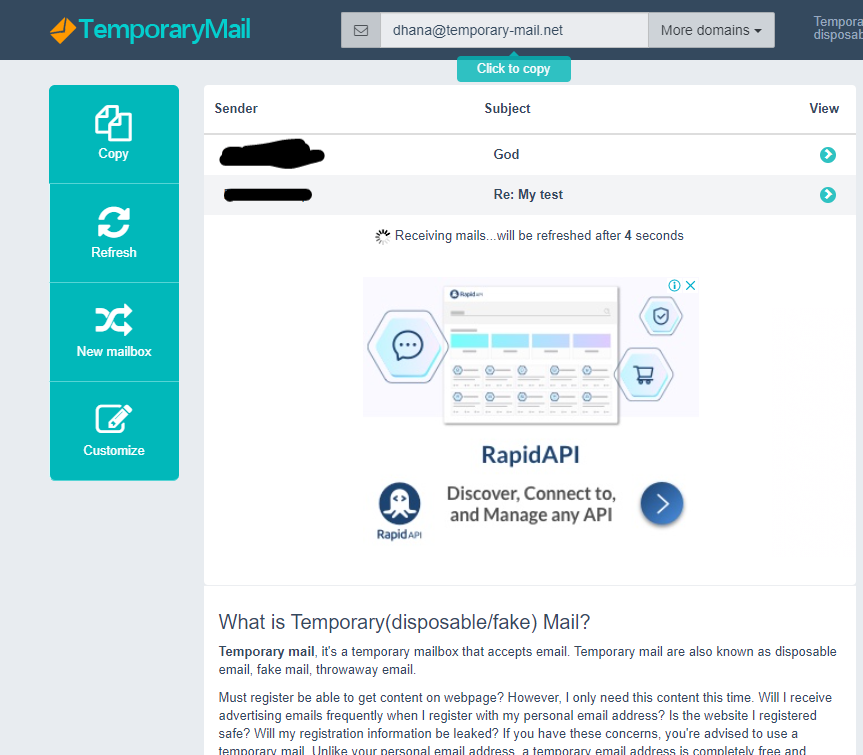 TemporaryMail
dhana@temporary-mail.net
More domains
Tempora
disposab
Click to copy
Copy
Refresh
New mailbox
Customize
Sender Subject View
God
Re: My test
Receiving mails...will be refreshed after 4 seconds
RapidAPI
RapidAPI
Discover, Connect to,
and Manage any API
RapidAPI
What is Temporary(disposable/fake) Mail?
Temporary mail, it's a temporary mailbox that accepts email. Temporary mail are also known as disposable
email, fake mail, throwaway email.
Must register be able to get content on webpage? However, I only need this content this time. Will I receive
advertising emails frequently when I register with my personal email address? Is the website I registered
safe? Will my registration information be leaked? If you have these concerns, you're advised to use a
temporary mail. Unlike your personal email address, a temporary email address is completely free and